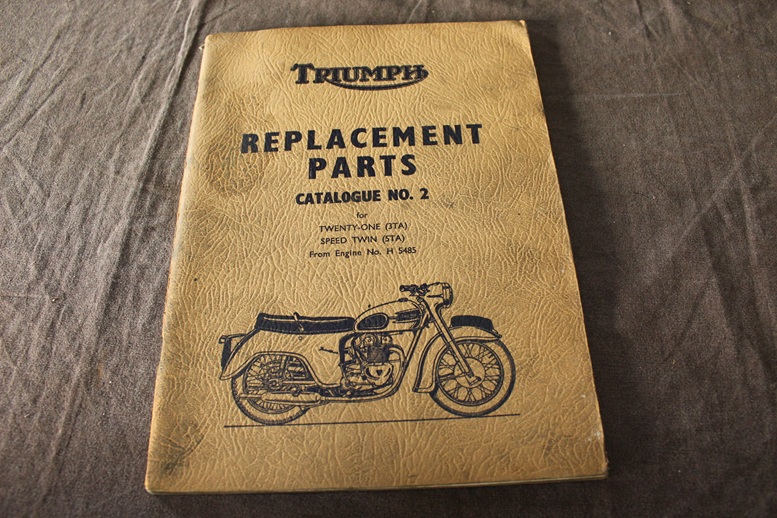 TRIUMPH
REPLACEMENT
PARTS
CATALOGUE NO. 2
for
TWENTY-ONE (3TA)
SPEED TWIN (5TA)
From Engine No. H 5485